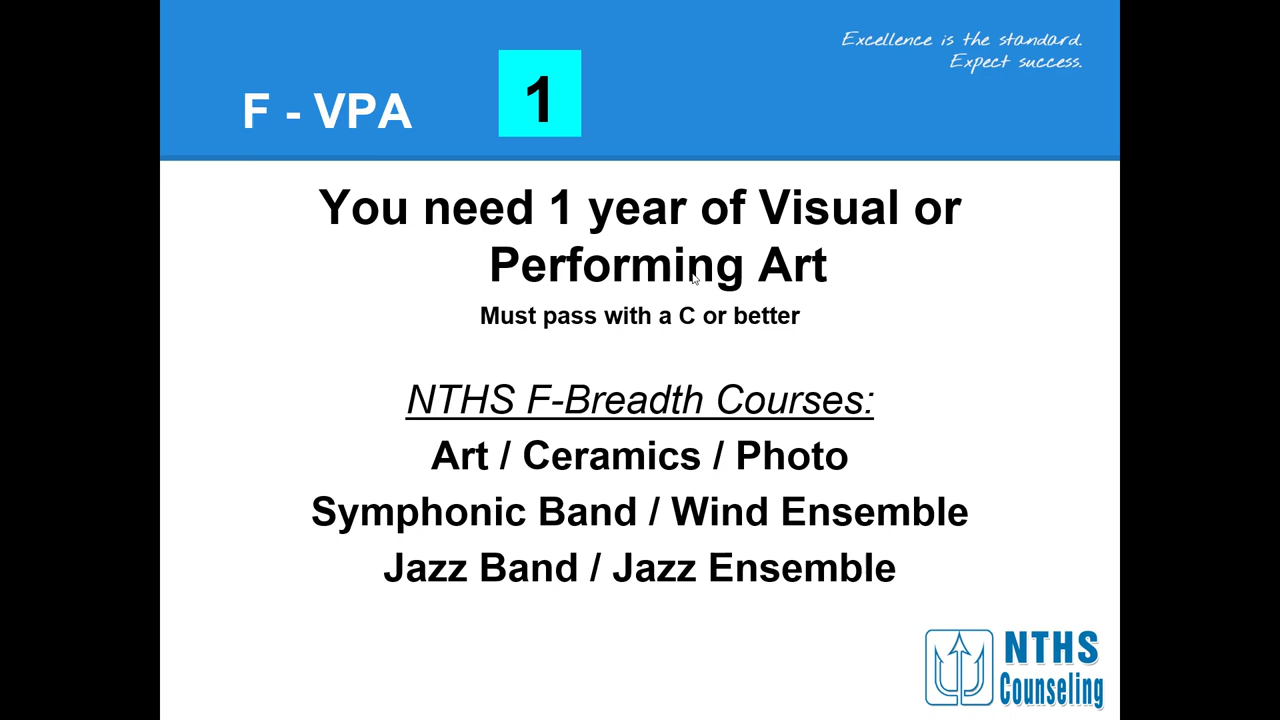 Excellence is the standard.
Expect success.
F - VPA
1
You need 1 year of Visual or
Performing Art
Must pass with a C or better
NTHS F-Breadth Courses:
Art / Ceramics / Photo
Symphonic Band / Wind Ensemble
Jazz Band / Jazz Ensemble
NTHS
Counseling